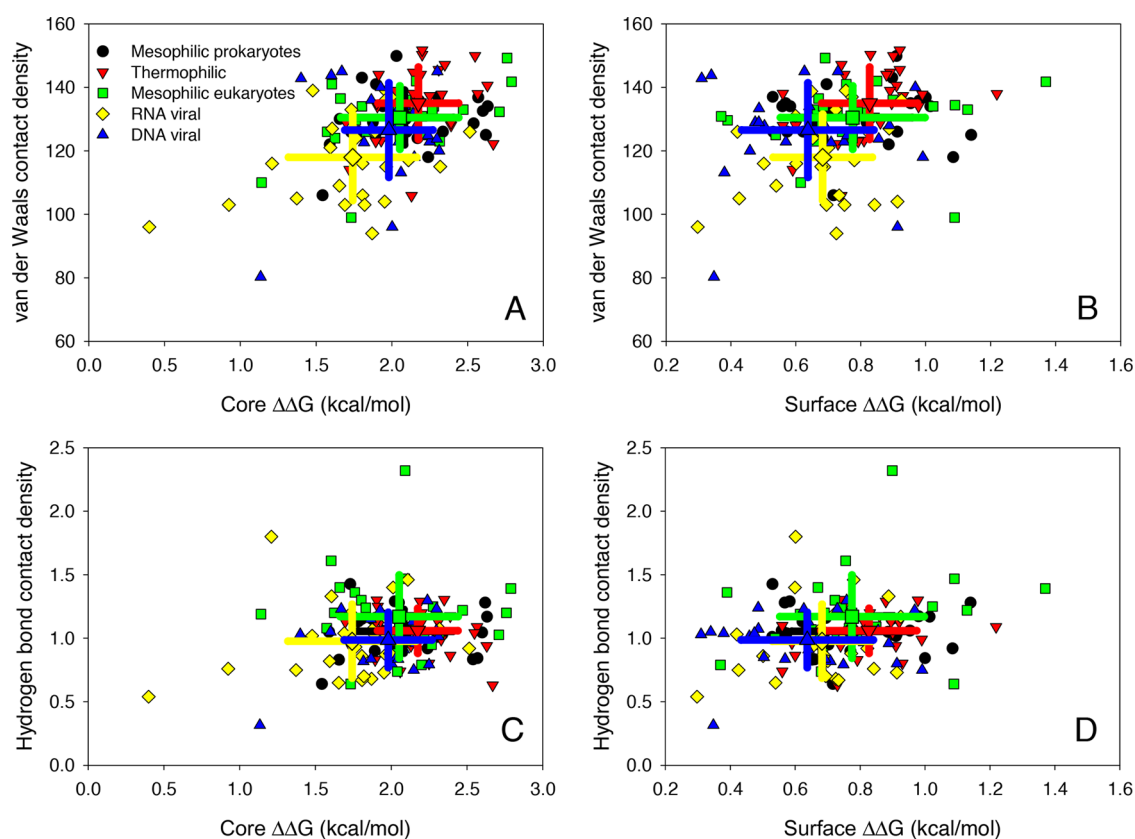 160
140
120
100
80
60
van der Waals contact density
Mesophilic prokaryotes
Thermophilic
Mesophilic eukaryotes
RNA viral
DNA viral
A
0.0 0.5 1.0 1.5 2.0 2.5 3.0
Core ΔΔG (kcal/mol)
160
140
120
100
80
60
van der Waals contact density
B
0.2 0.4 0.6 0.8 1.0 1.2 1.4 1.6
Surface ΔΔG (kcal/mol)
2.5
2.0
1.5
1.0
0.5
0.0
Hydrogen bond contact density
C
0.0 0.5 1.0 1.5 2.0 2.5 3.0
Core ΔΔG (kcal/mol)
2.5
2.0
1.5
1.0
0.5
0.0
Hydrogen bond contact density
D
0.2 0.4 0.6 0.8 1.0 1.2 1.4 1.6
Surface ΔΔG (kcal/mol)